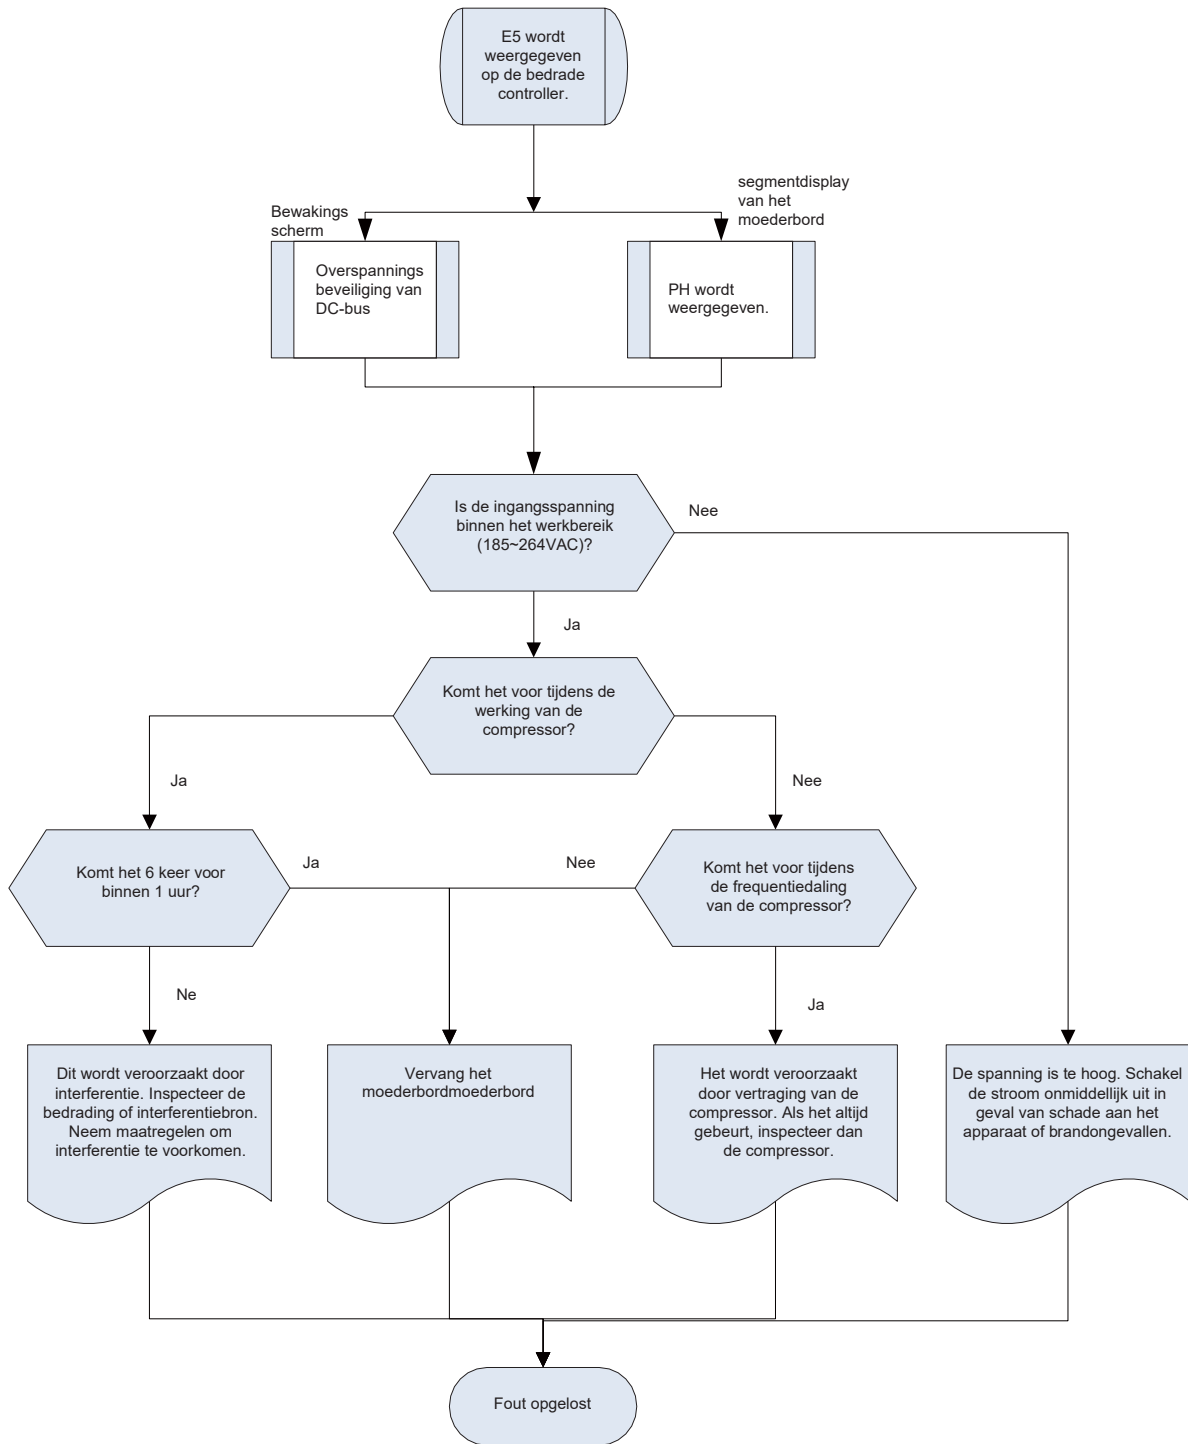 E5 wordt
weergegeven
op de bedrade
controller.
Bewakings
scherm
segmentdisplay
van het
moederbord
Overspannings
beveiliging van
DC-bus
PH wordt
weergegeven.
Is de ingangsspanning
binnen het werkbereik
(185~264VAC)?
Nee
Ja
Komt het voor tijdens de
werking van de
compressor?
Ja
Nee
Komt het 6 keer voor
binnen 1 uur?
Ja
Nee
Komt het voor tijdens
de frequentiedaling
van de compressor?
Ne
Ja
Dit wordt veroorzaakt door
interferentie. Inspecteer de
bedrading of interferentiebron.
Neem maatregelen om
interferentie te voorkomen.
Vervang het
moederbordmoederbord
Het wordt veroorzaakt
door vertraging van de
compressor. Als het altijd
gebeurt, inspecteer dan
de compressor.
De spanning is te hoog. Schakel
de stroom onmiddellijk uit in
geval van schade aan het
apparaat of brandongevallen.
Fout opgelost